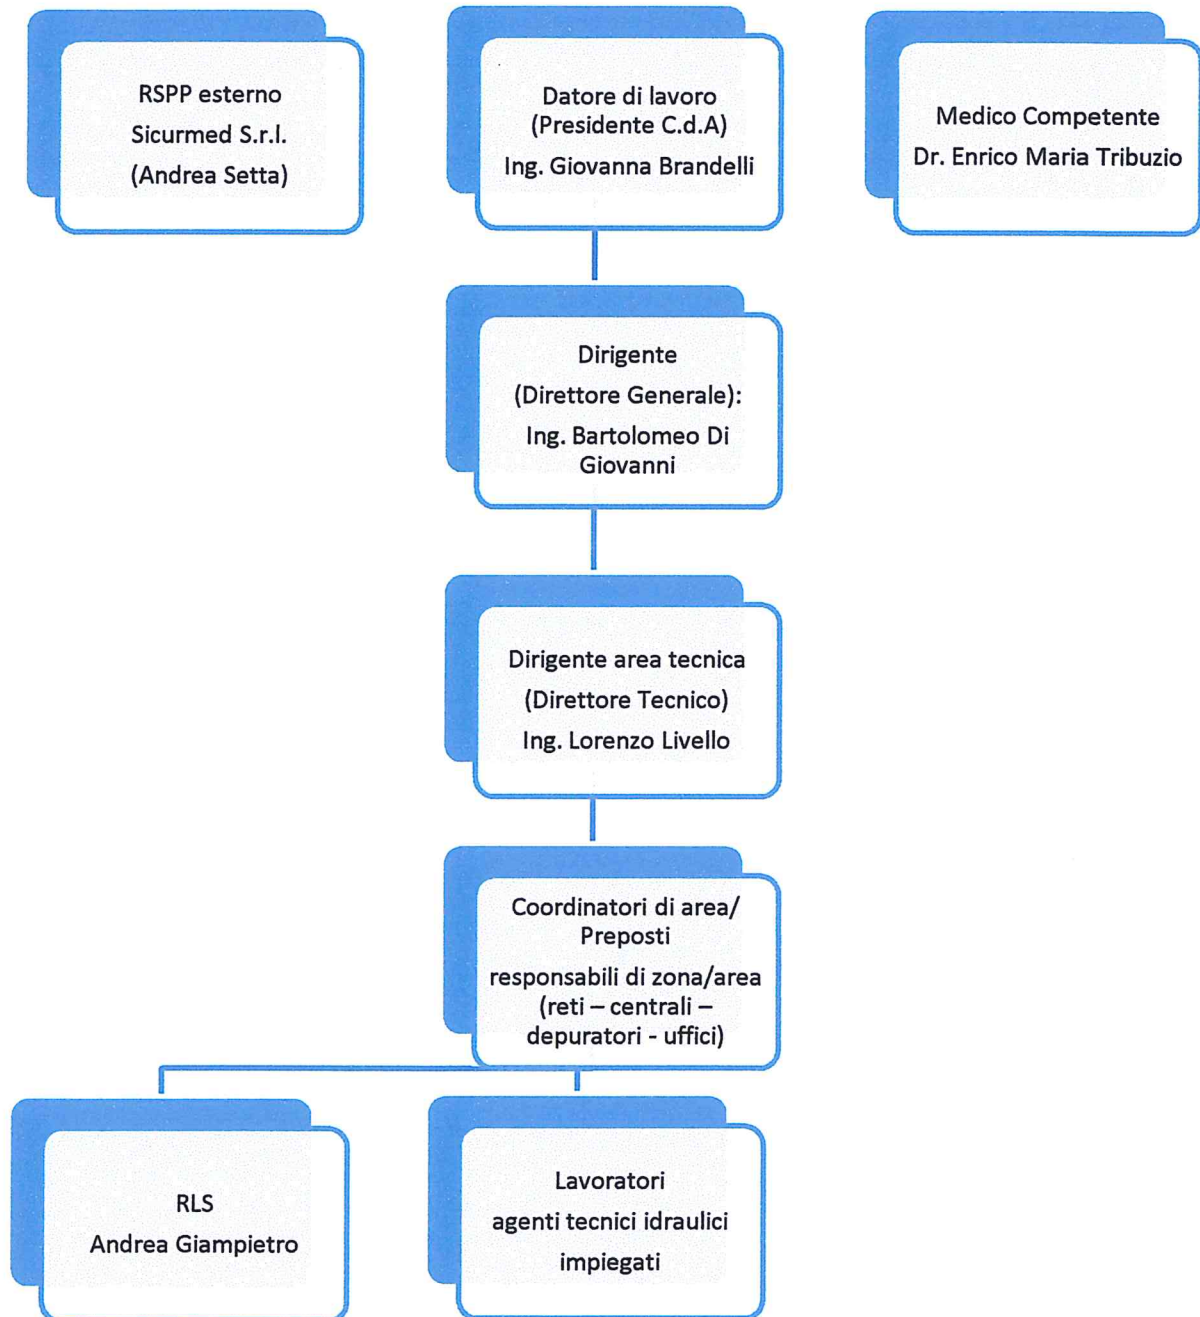 RSPP esterno
Sicurmed S.r.l.
(Andrea Setta)
Datore di lavoro
(Presidente C.d.A)
Ing. Giovanna Brandelli
Medico Competente
Dr. Enrico Maria Tribuzio
Dirigente
(Direttore Generale):
Ing. Bartolomeo Di
Giovanni
Dirigente area tecnica
(Direttore Tecnico)
Ing. Lorenzo Livello
Coordinatori di area/
Preposti
responsabili di zona/area
(reti – centrali –
depuratori - uffici)
RLS
Andrea Giampietro
Lavoratori
agenti tecnici idraulici
impiegati